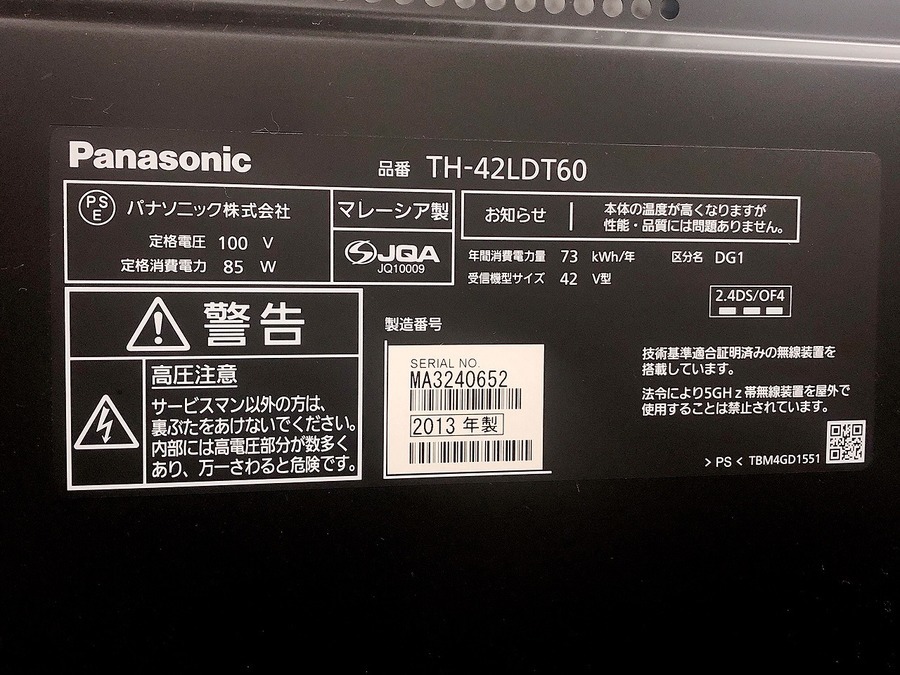 Panasonic
品番 TH-42LDT60
PS
E
パナソニック株式会社
定格電圧 100 V
定格消費電力 85 W
マレーシア製
JQA
JQ10009
お知らせ
本体の温度が高くなりますが
性能・品質には問題ありません。
年間消費電力量 73 kWh/年 区分名 DG1
受信機型サイズ 42 V型
2.4DS/OF4
警告
高圧注意
サービスマン以外の方は、
裏ぶたをあけないでください。
内部には高電圧部分が数多く
あり、万一さわると危険です。
製造番号
SERIAL NO.
MA3240652
2013 年製
技術基準適合証明済みの無線装置を
搭載しています。
法令により5GHz帯無線装置を屋外で
使用することは禁止されています。
> PS < TBM4GD1551